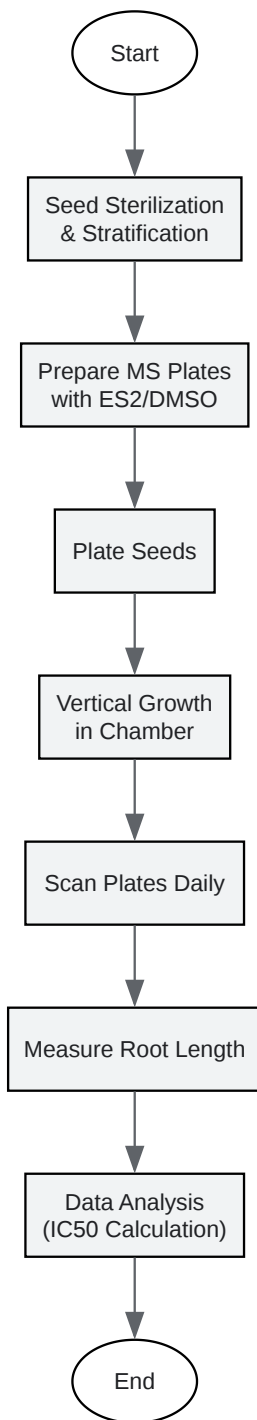 Start
Seed Sterilization
& Stratification
Prepare MS Plates
with ES2/DMSO
Plate Seeds
Vertical Growth
in Chamber
Scan Plates Daily
Measure Root Length
Data Analysis
(IC50 Calculation)
End